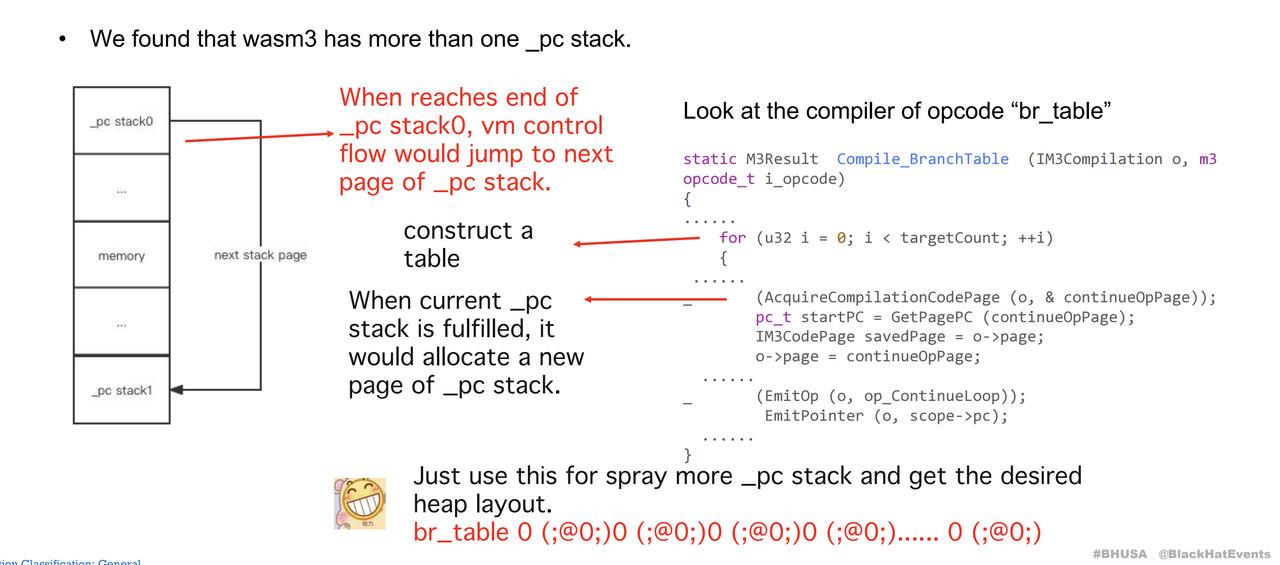 • We found that wasm3 has more than one _pc stack.
_pc stack0
...
memory
...
_pc stack1
next stack page
When reaches end of
_pc stack0, vm control
flow would jump to next
page of _pc stack.
construct a
table
When current _pc
stack is fulfilled, it
would allocate a new
page of _pc stack.
Look at the compiler of opcode “br_table”
static M3Result  Compile_BranchTable  (IM3Compilation o, m3
opcode_t i_opcode)
{
......
for (u32 i = 0; i < targetCount; ++i)
{
......
_ (AcquireCompilationCodePage (o, & continueOpPage));
pc_t startPC = GetPagePC (continueOpPage);
IM3CodePage savedPage = o->page;
o->page = continueOpPage;
......
_ (EmitOp (o, op_ContinueLoop));
EmitPointer (o, scope->pc);
......
}
给力
Just use this for spray more _pc stack and get the desired
heap layout.
br_table 0 (;@0;)0 (;@0;)0 (;@0;)0 (;@0;)...... 0 (;@0;)
#BHUSA @BlackHatEvents
tion Classification: General